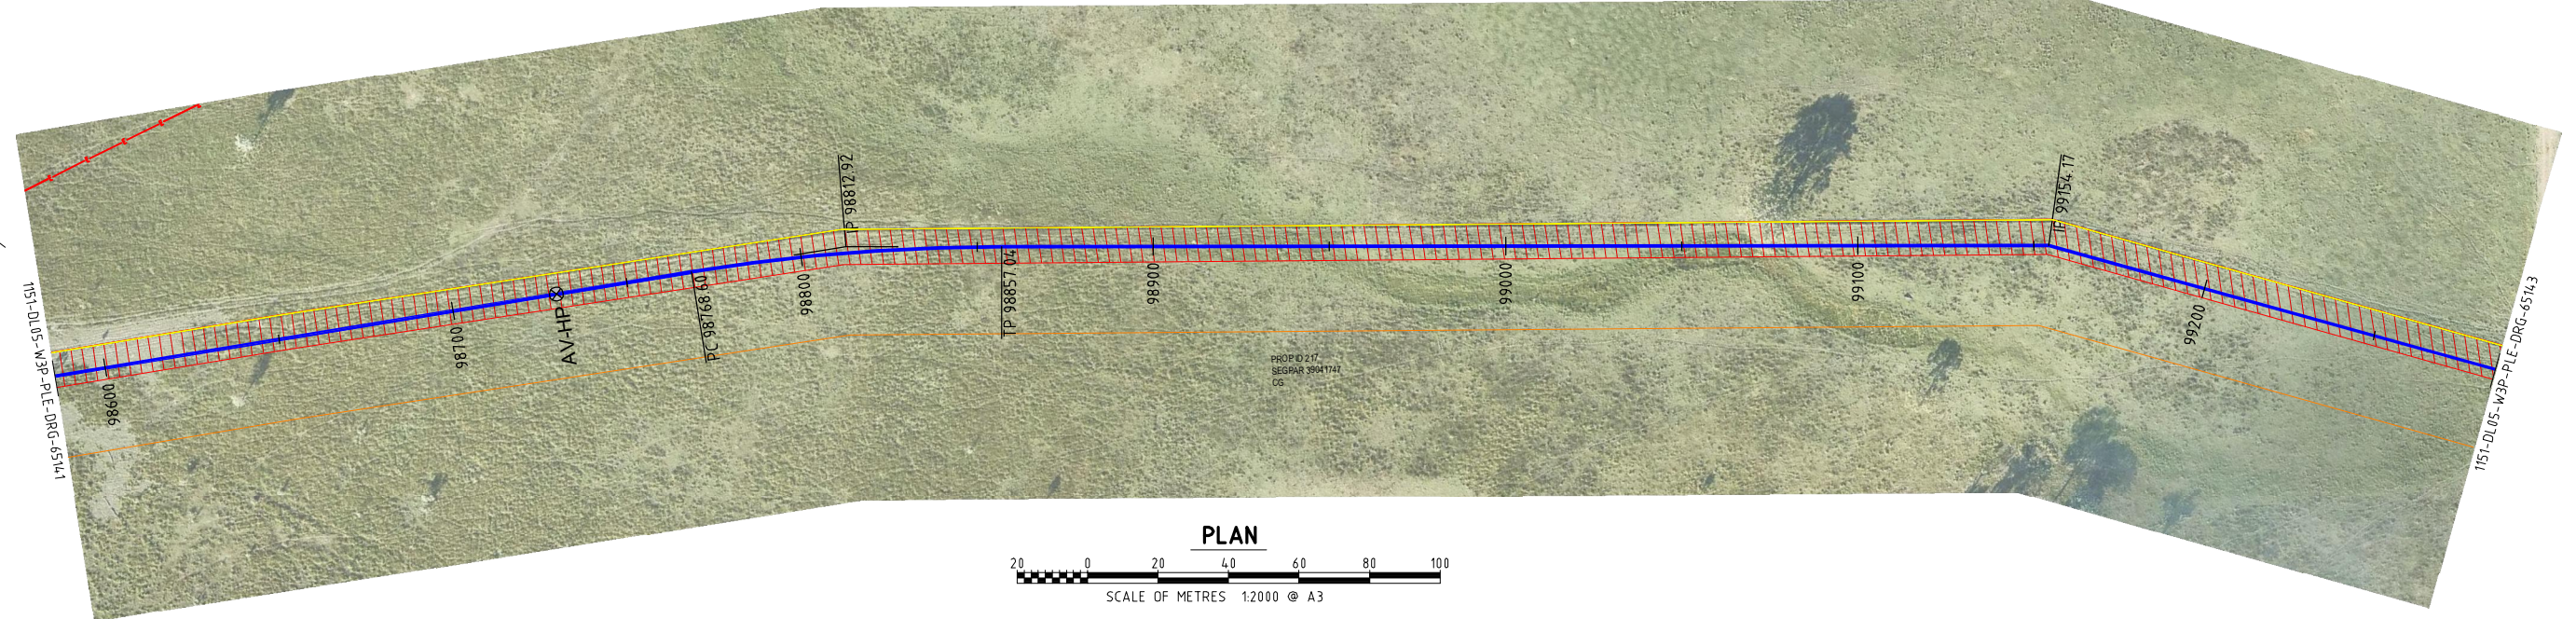 IP 98812.92
IP 99154.17
1151-DL05-W3P-PLE-DRG-65141
98600
98700
AV-HP
PC 98768.60
98800
TP 98857.04
98900
99000
99100
99200
1151-DL05-W3P-PLE-DRG-65143
PROP ID 217
SEGPAR 39041747
CG
PLAN
20 0 20 40 60 80 100
SCALE OF METRES 1:2000 @ A3